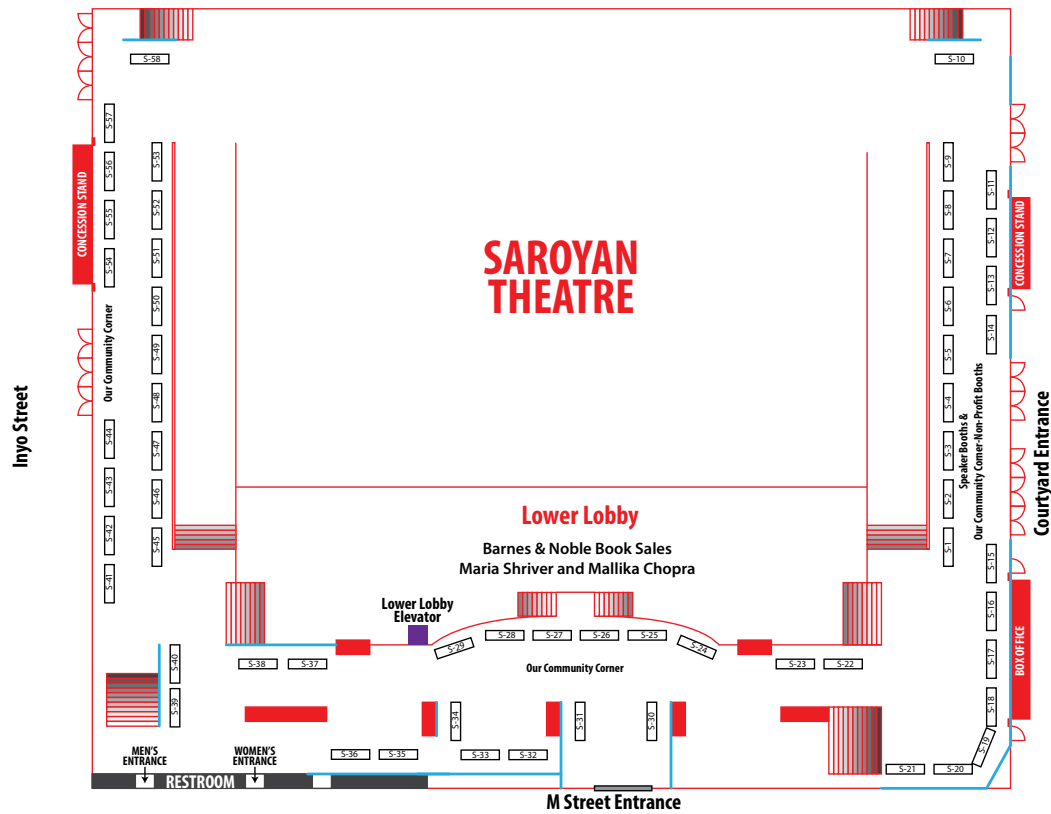 S-58
S-10
S-57
S-56
S-55
S-54
CONCESSION STAND
Our Community Corner
S-44
S-43
S-42
S-41
S-53
S-52
S-51
S-50
S-49
S-48
S-47
S-46
S-45
Inyo Street
SAROYAN
THEATRE
S-9
S-8
S-7
S-6
S-5
S-4
S-3
S-2
S-1
S-11
S-12
S-13
S-14
CONCESSION STAND
Speaker Booths &
Our Community Corner-Non-Profit Booths
Courtyard Entrance
S-15
S-16
S-17
S-18
S-19
BOX OFFICE
Lower Lobby
Barnes & Noble Book Sales
Maria Shriver and Mallika Chopra
Lower Lobby
Elevator
S-29
S-28
S-27
S-26
S-25
S-24
Our Community Corner
S-40
S-39
S-38
S-37
S-23
S-22
S-34
S-31
S-30
S-36
S-35
S-33
S-32
S-21
S-20
MEN'S
ENTRANCE
WOMEN'S
ENTRANCE
RESTROOM
M Street Entrance